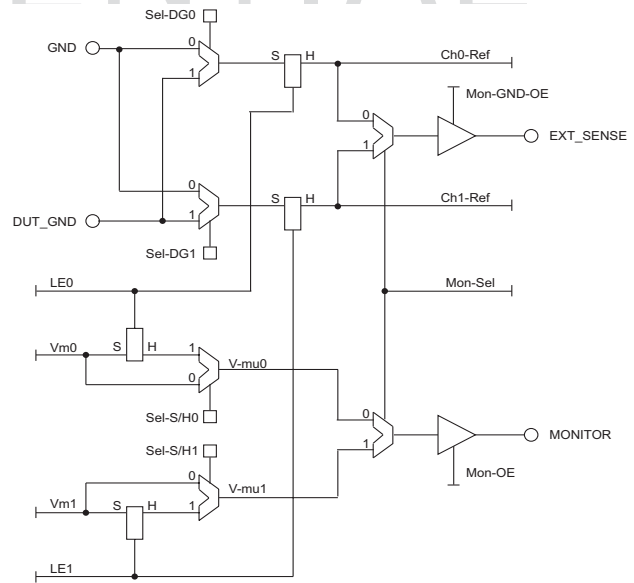 Sel-DG0
GND
0
S
H
Ch0-Ref
1
Mon-GND-OE
0
EXT_SENSE
1
0
S
H
Ch1-Ref
DUT_GND
1
Sel-DG1
LE0
Mon-Sel
Vm0
S
H
1
V-mu0
0
0
Sel-S/H0
MONITOR
1
Sel-S/H1
Mon-OE
0
V-mu1
Vm1
S
H
1
LE1